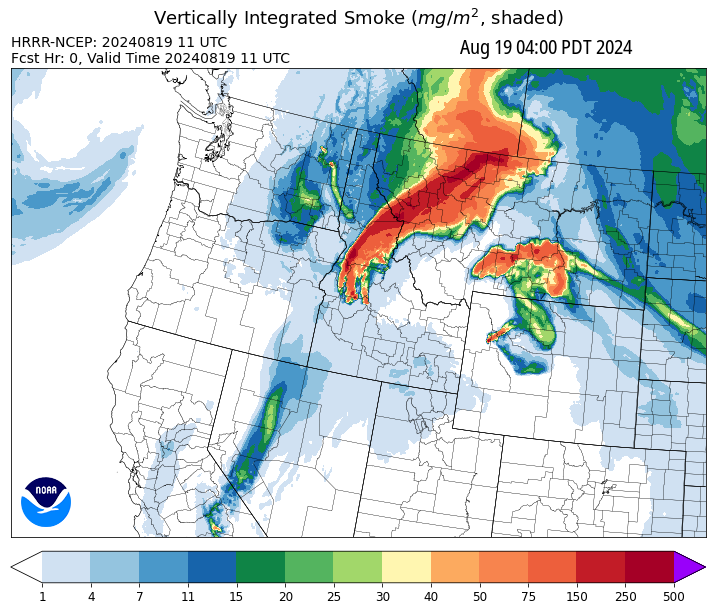 Vertically Integrated Smoke (mg/m², shaded)
HRRR-NCEP: 20240819 11 UTC
Aug 19 04:00 PDT 2024
Fcst Hr: 0, Valid Time 20240819 11 UTC
NOAA
1 4 7 11 15 20 25 30 40 50 75 150 250 500